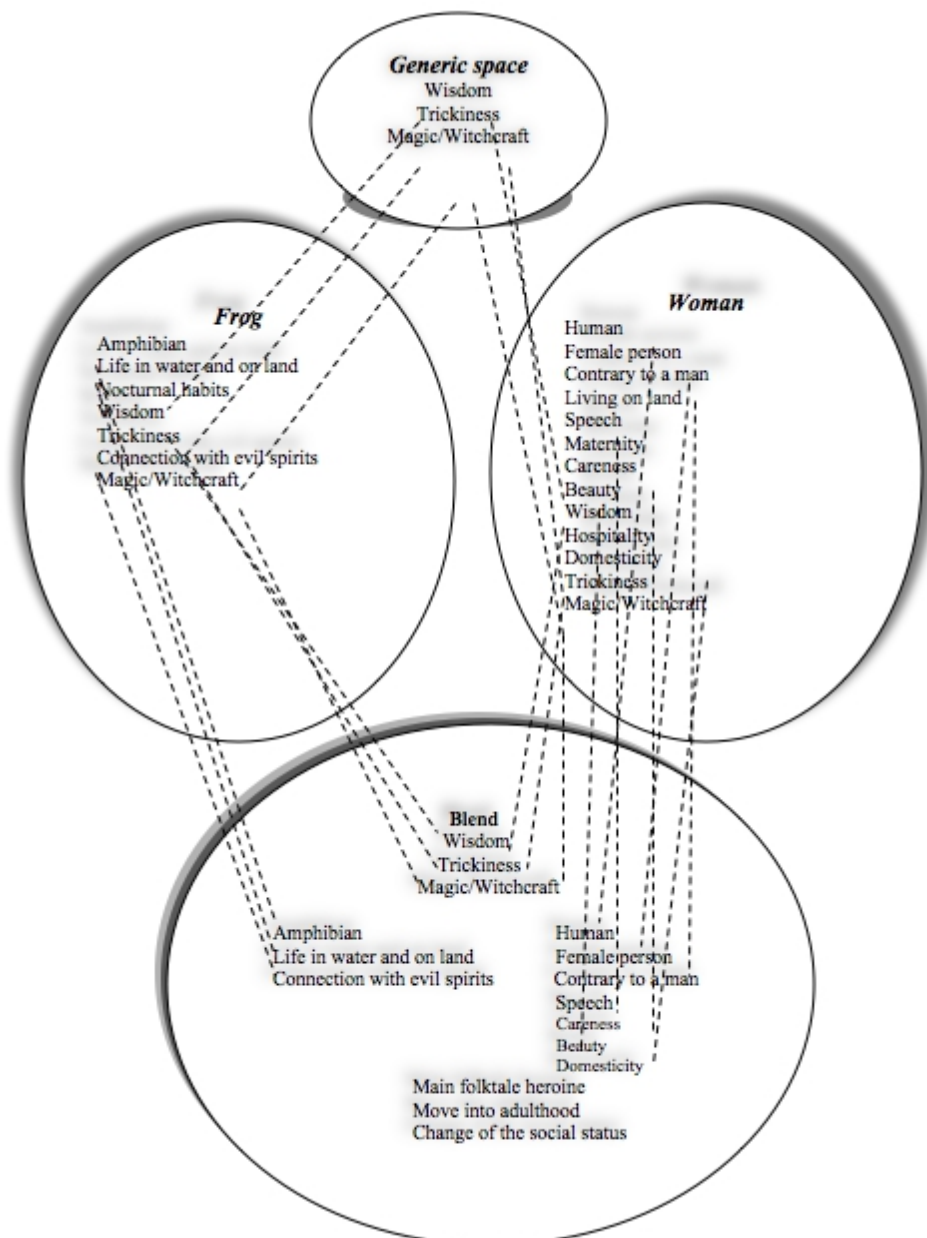 Generic space
Wisdom
Trickiness
Magic/Witchcraft
Frog
Amphibian
Life in water and on land
Nocturnal habits
Wisdom
Trickiness
Connection with evil spirits
Magic/Witchcraft
Woman
Human
Female person
Contrary to a man
Living on land
Speech
Maternity
Careness
Beauty
Wisdom
Hospitality
Domesticity
Trickiness
Magic/Witchcraft
Blend
Wisdom
Trickiness
Magic/Witchcraft
Amphibian
Life in water and on land
Connection with evil spirits
Human
Female person
Contrary to a man
Speech
Careness
Beauty
Domesticity
Main folktale heroine
Move into adulthood
Change of the social status